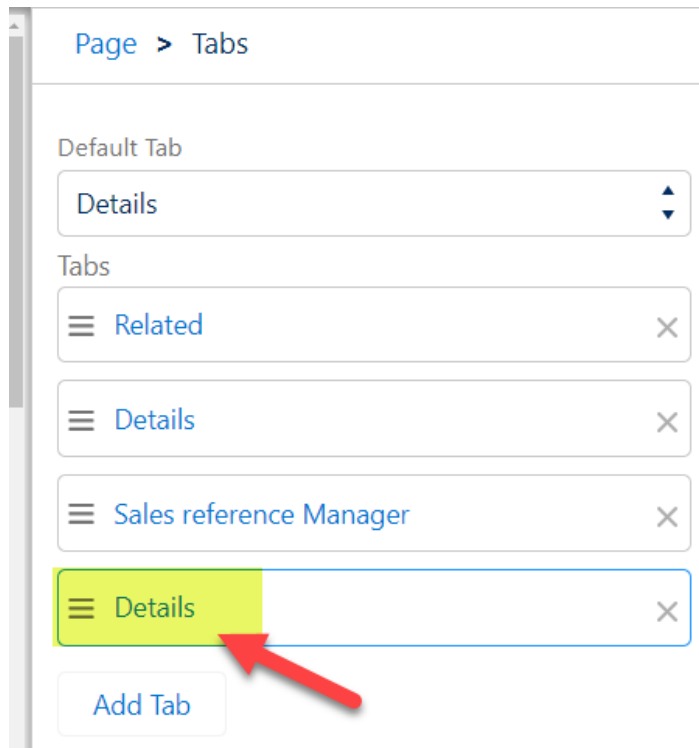 Page > Tabs
Default Tab
Details
Tabs
Related
Details
Sales reference Manager
Details
Add Tab